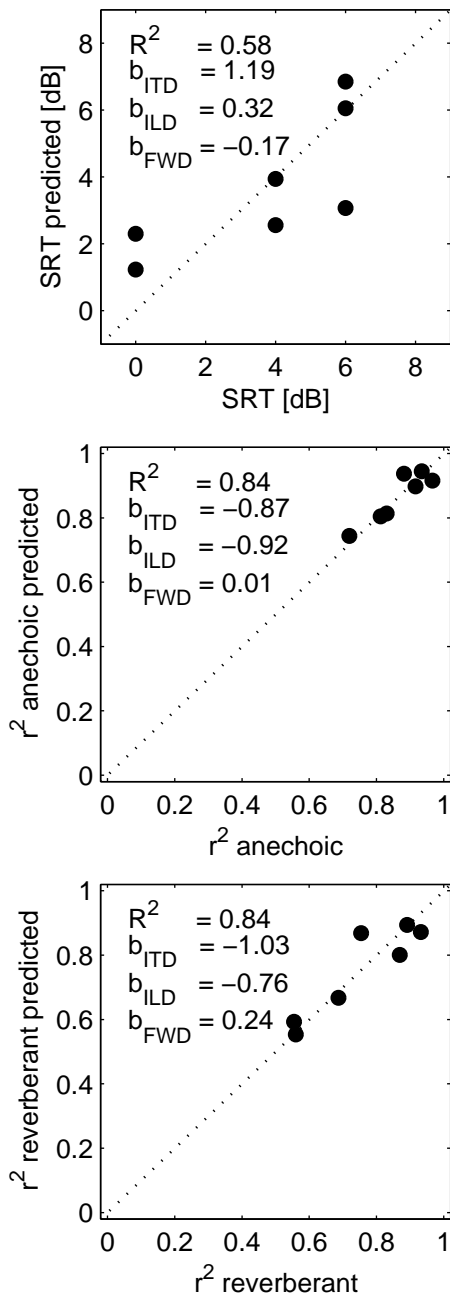 8
6
4
2
0
SRT predicted [dB]
R² = 0.58
b_ITD = 1.19
b_ILD = 0.32
b_FWD = −0.17
0 2 4 6 8
SRT [dB]
1
0.8
0.6
0.4
0.2
0
r² anechoic predicted
R² = 0.84
b_ITD = −0.87
b_ILD = −0.92
b_FWD = 0.01
0 0.2 0.4 0.6 0.8 1
r² anechoic
1
0.8
0.6
0.4
0.2
0
r² reverberant predicted
R² = 0.84
b_ITD = −1.03
b_ILD = −0.76
b_FWD = 0.24
0 0.2 0.4 0.6 0.8 1
r² reverberant